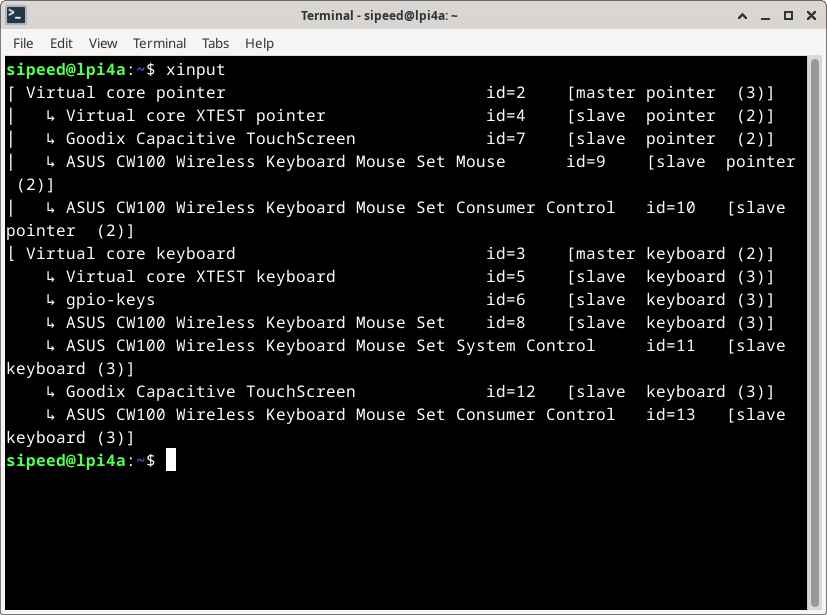 Terminal - sipeed@lpi4a: ~
File Edit View Terminal Tabs Help
sipeed@lpi4a:~$ xinput
⌈ Virtual core pointer                          id=2    [master pointer  (3)]
⎜   ↳ Virtual core XTEST pointer                id=4    [slave  pointer  (2)]
⎜   ↳ Goodix Capacitive TouchScreen             id=7    [slave  pointer  (2)]
⎜   ↳ ASUS CW100 Wireless Keyboard Mouse Set Mouse      id=9    [slave  pointer
 (2)]
⎜   ↳ ASUS CW100 Wireless Keyboard Mouse Set Consumer Control   id=10   [slave
pointer  (2)]
⌊ Virtual core keyboard                         id=3    [master keyboard (2)]
    ↳ Virtual core XTEST keyboard               id=5    [slave  keyboard (3)]
    ↳ gpio-keys                                 id=6    [slave  keyboard (3)]
    ↳ ASUS CW100 Wireless Keyboard Mouse Set    id=8    [slave  keyboard (3)]
    ↳ ASUS CW100 Wireless Keyboard Mouse Set System Control     id=11   [slave
keyboard (3)]
    ↳ Goodix Capacitive TouchScreen             id=12   [slave  keyboard (3)]
    ↳ ASUS CW100 Wireless Keyboard Mouse Set Consumer Control   id=13   [slave
keyboard (3)]
sipeed@lpi4a:~$